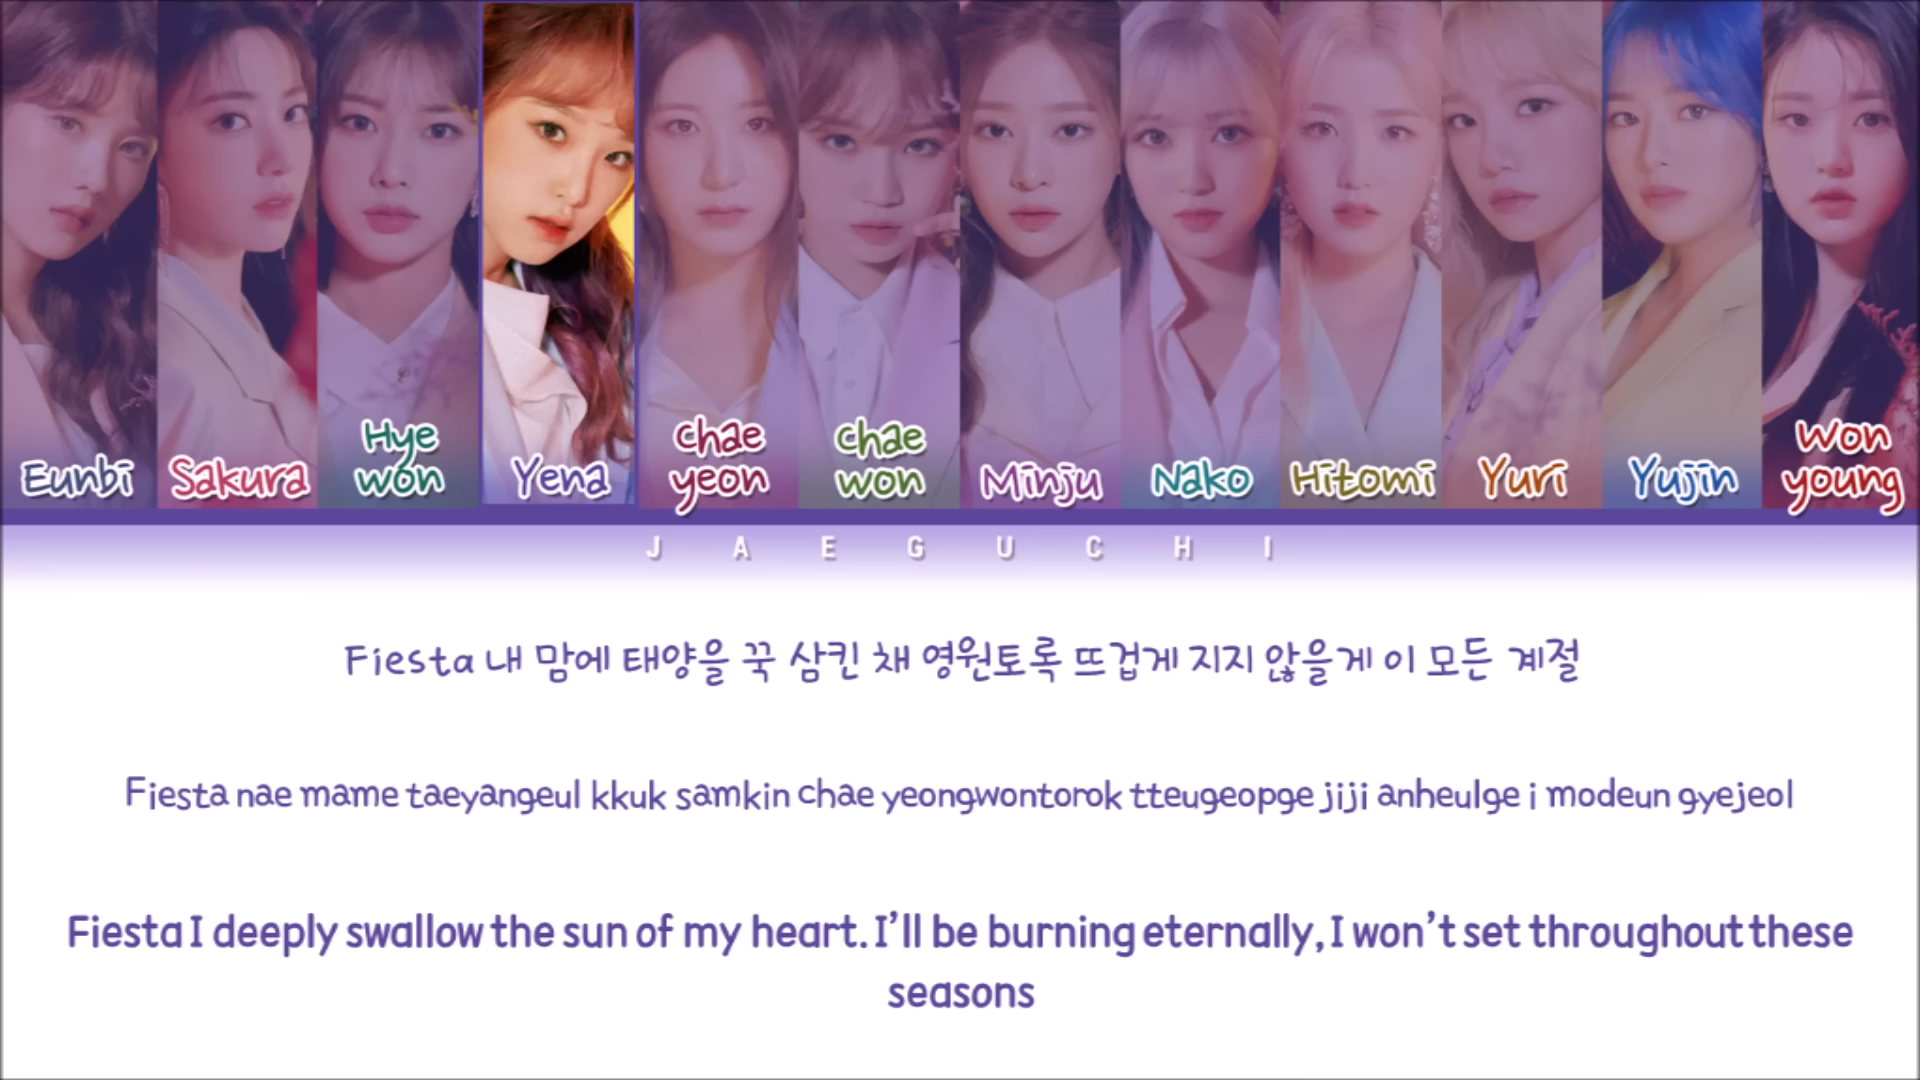 Eunbi
Sakura
Hye
won
Yena
chae
yeon
chae
won
Minju
Nako
Hitomi
Yuri
Yujin
Won
young
JAEGUCHI
Fiesta 내 맘에 태양을 꾹 삼킨 채 영원토록 뜨겁게 지지 않을게 이 모든 계절
Fiesta nae mame taeyangeul kkuk samkin chae yeongwontorok tteugeopge jiji anheulge i modeun gyejeol
Fiesta I deeply swallow the sun of my heart. I'll be burning eternally, I won't set throughout these
seasons